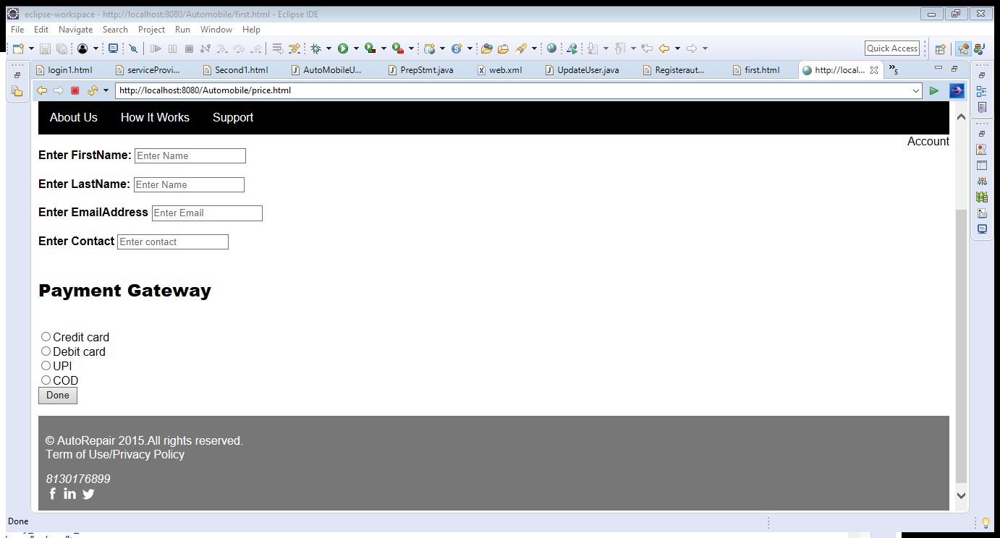 eclipse-workspace - http://localhost:8080/Automobile/first.html - Eclipse IDE
File Edit Navigate Search Project Run Window Help
Quick Access
login1.html serviceProvi... Second1.html AutoMobileU... PrepStmt.java web.xml UpdateUser.java Registeraut... first.html http://local... »5
http://localhost:8080/Automobile/price.html
About Us How It Works Support
Account
Enter FirstName: Enter Name
Enter LastName: Enter Name
Enter EmailAddress Enter Email
Enter Contact Enter contact
Payment Gateway
Credit card
Debit card
UPI
COD
Done
© AutoRepair 2015.All rights reserved.
Term of Use/Privacy Policy
8130176899
Done